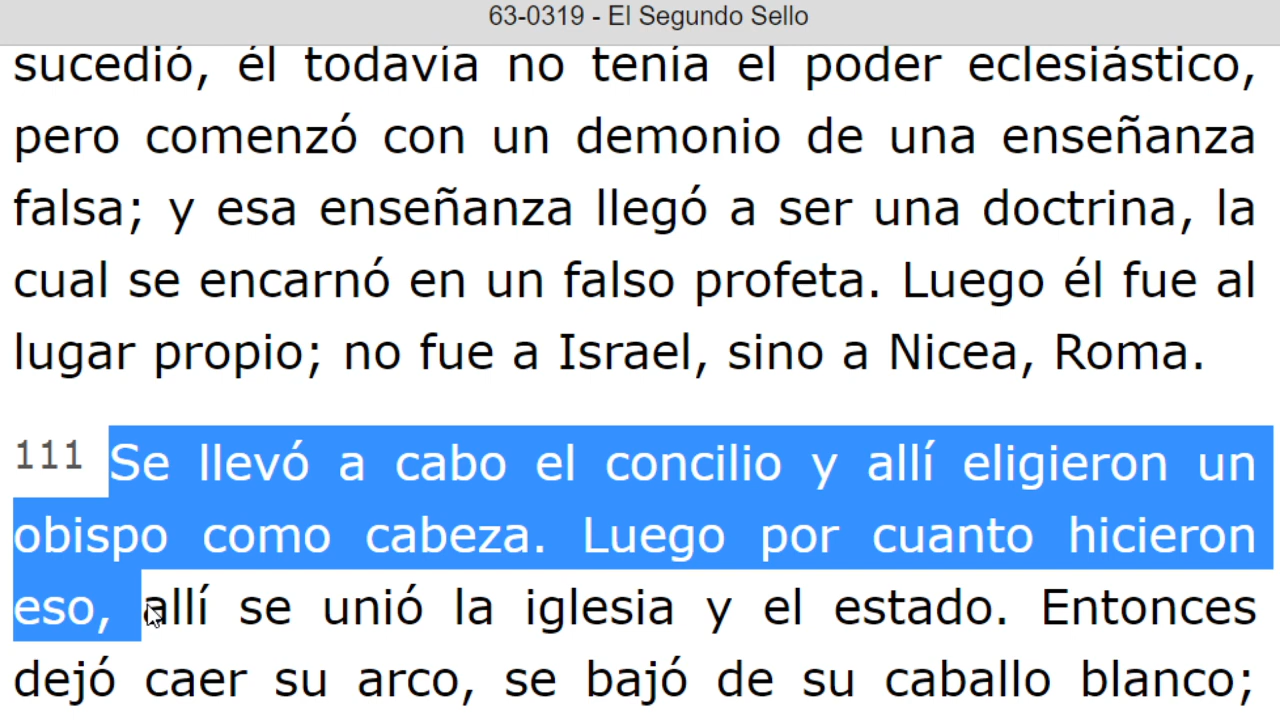 63-0319 - El Segundo Sello
sucedió, él todavía no tenía el poder eclesiástico,
pero comenzó con un demonio de una enseñanza
falsa; y esa enseñanza llegó a ser una doctrina, la
cual se encarnó en un falso profeta. Luego él fue al
lugar propio; no fue a Israel, sino a Nicea, Roma.
111 Se llevó a cabo el concilio y allí eligieron un
obispo como cabeza. Luego por cuanto hicieron
eso, allí se unió la iglesia y el estado. Entonces
dejó caer su arco, se bajó de su caballo blanco;